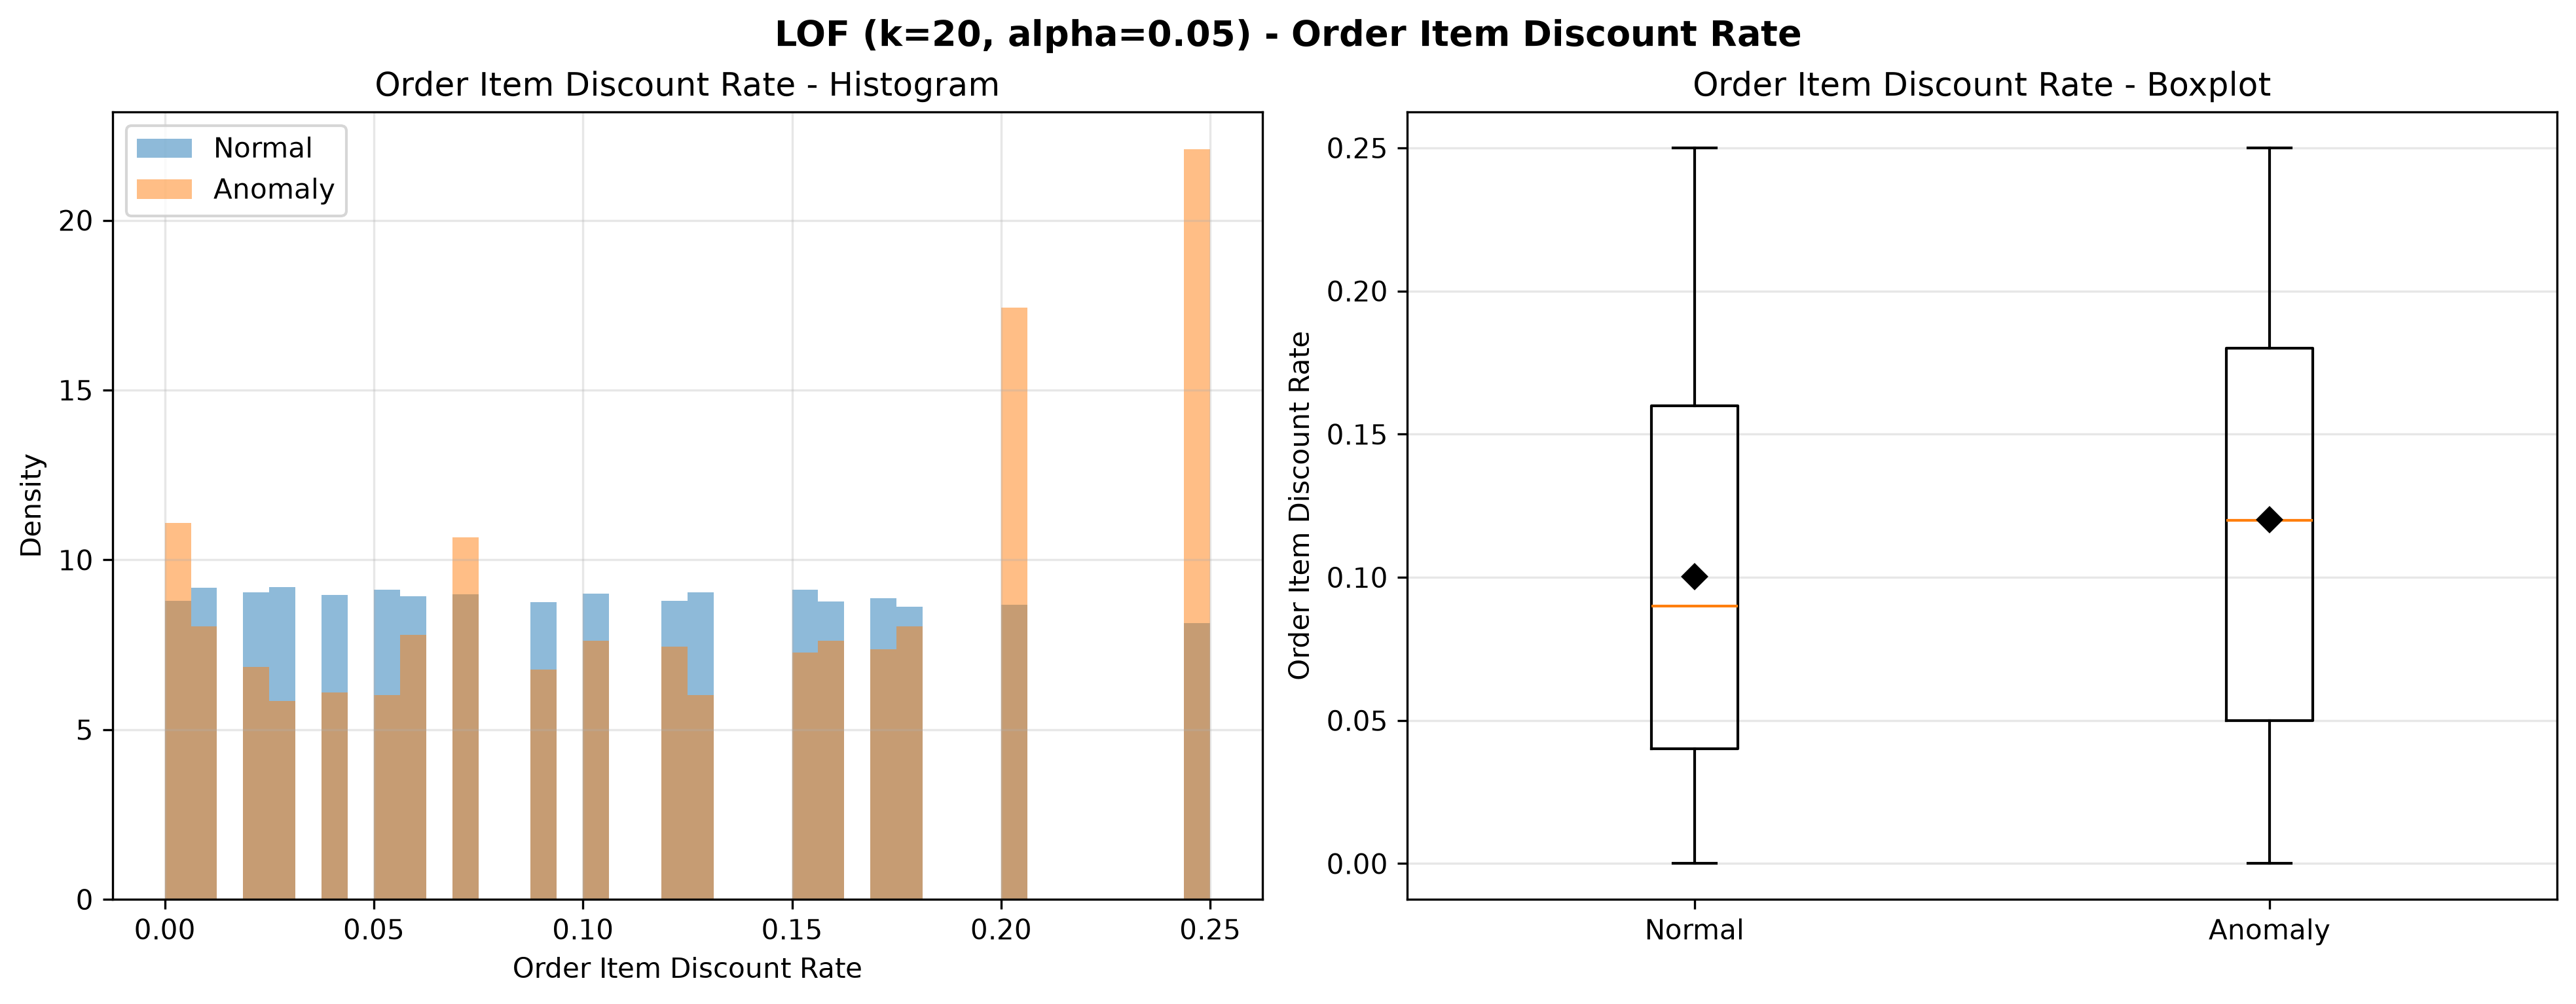 LOF (k=20, alpha=0.05) - Order Item Discount Rate
Order Item Discount Rate - Histogram
Normal
Anomaly
Density
20
15
10
5
0
0.00 0.05 0.10 0.15 0.20 0.25
Order Item Discount Rate
Order Item Discount Rate - Boxplot
Order Item Discount Rate
0.25
0.20
0.15
0.10
0.05
0.00
Normal Anomaly